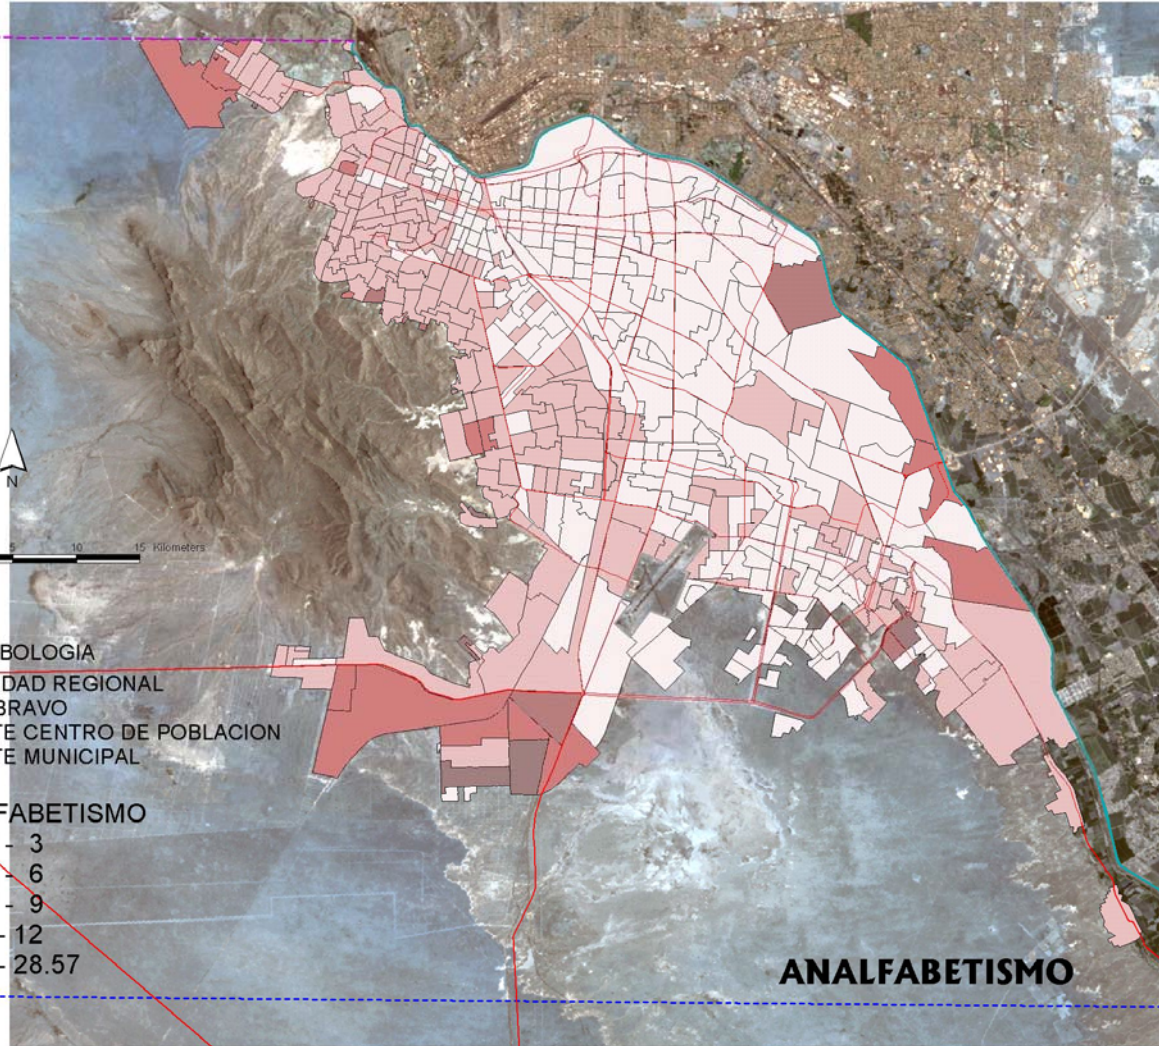 N
5 10 15 Kilometers
BOLOGIA
DAD REGIONAL
BRAVO
TE CENTRO DE POBLACION
TE MUNICIPAL
FABETISMO
- 3
- 6
- 9
- 12
- 28.57
ANALFABETISMO